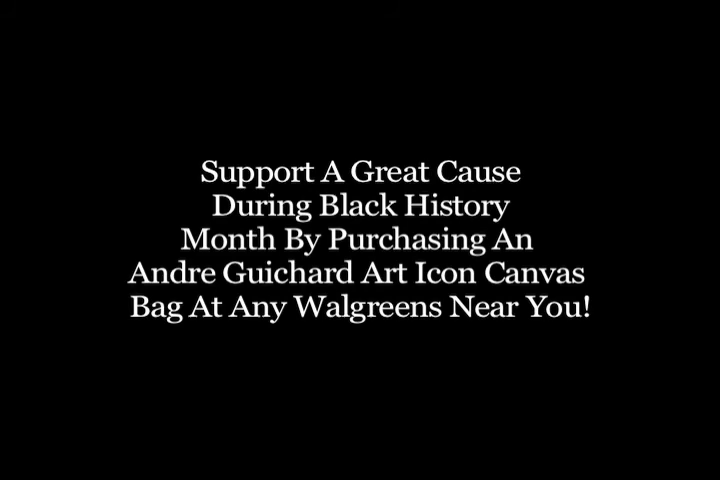 Support A Great Cause
During Black History
Month By Purchasing An
Andre Guichard Art Icon Canvas
Bag At Any Walgreens Near You!